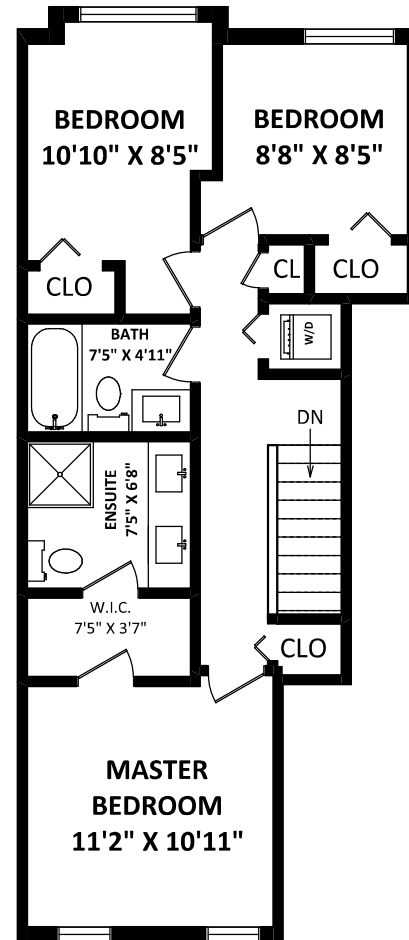 BEDROOM
10'10" X 8'5"
BEDROOM
8'8" X 8'5"
CLO
CL
CLO
BATH
7'5" X 4'11"
W/D
DN
ENSUITE
7'5" X 6'8"
W.I.C.
7'5" X 3'7"
CLO
MASTER
BEDROOM
11'2" X 10'11"